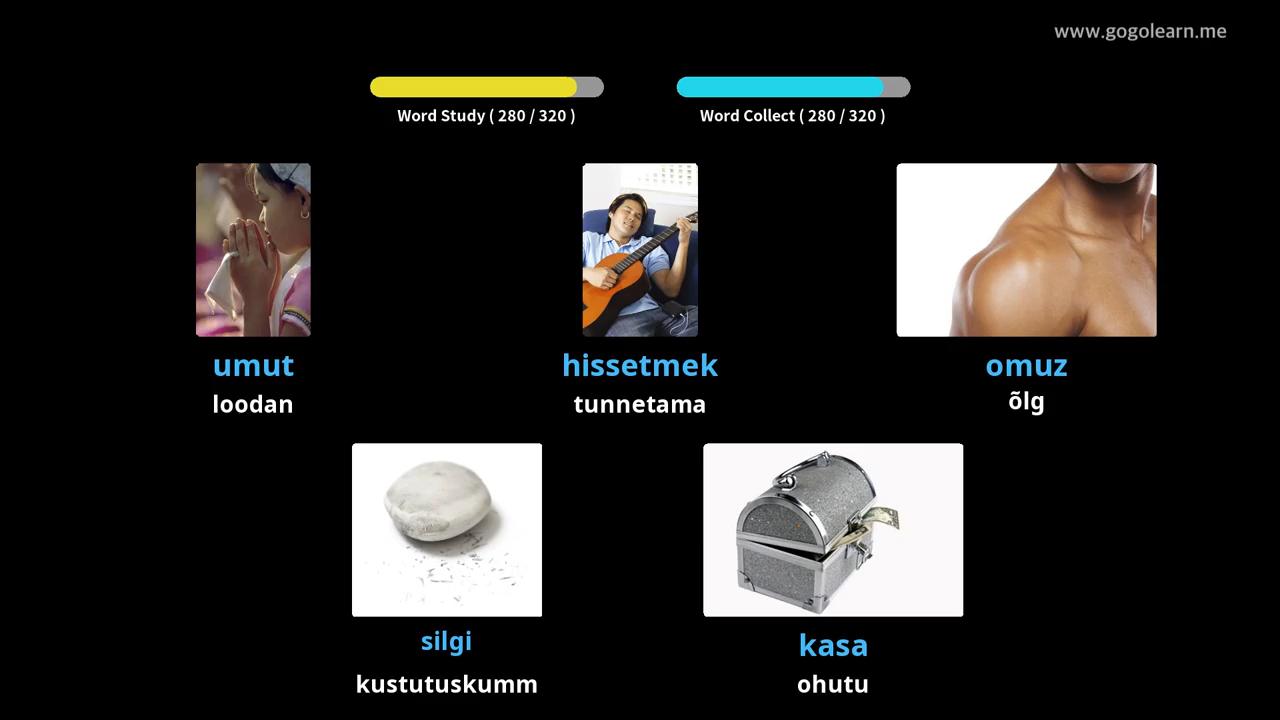 www.gogolearn.me
Word Study ( 280 / 320 )
Word Collect ( 280 / 320 )
umut
loodan
hissetmek
tunnetama
omuz
õlg
silgi
kustutuskumm
kasa
ohutu